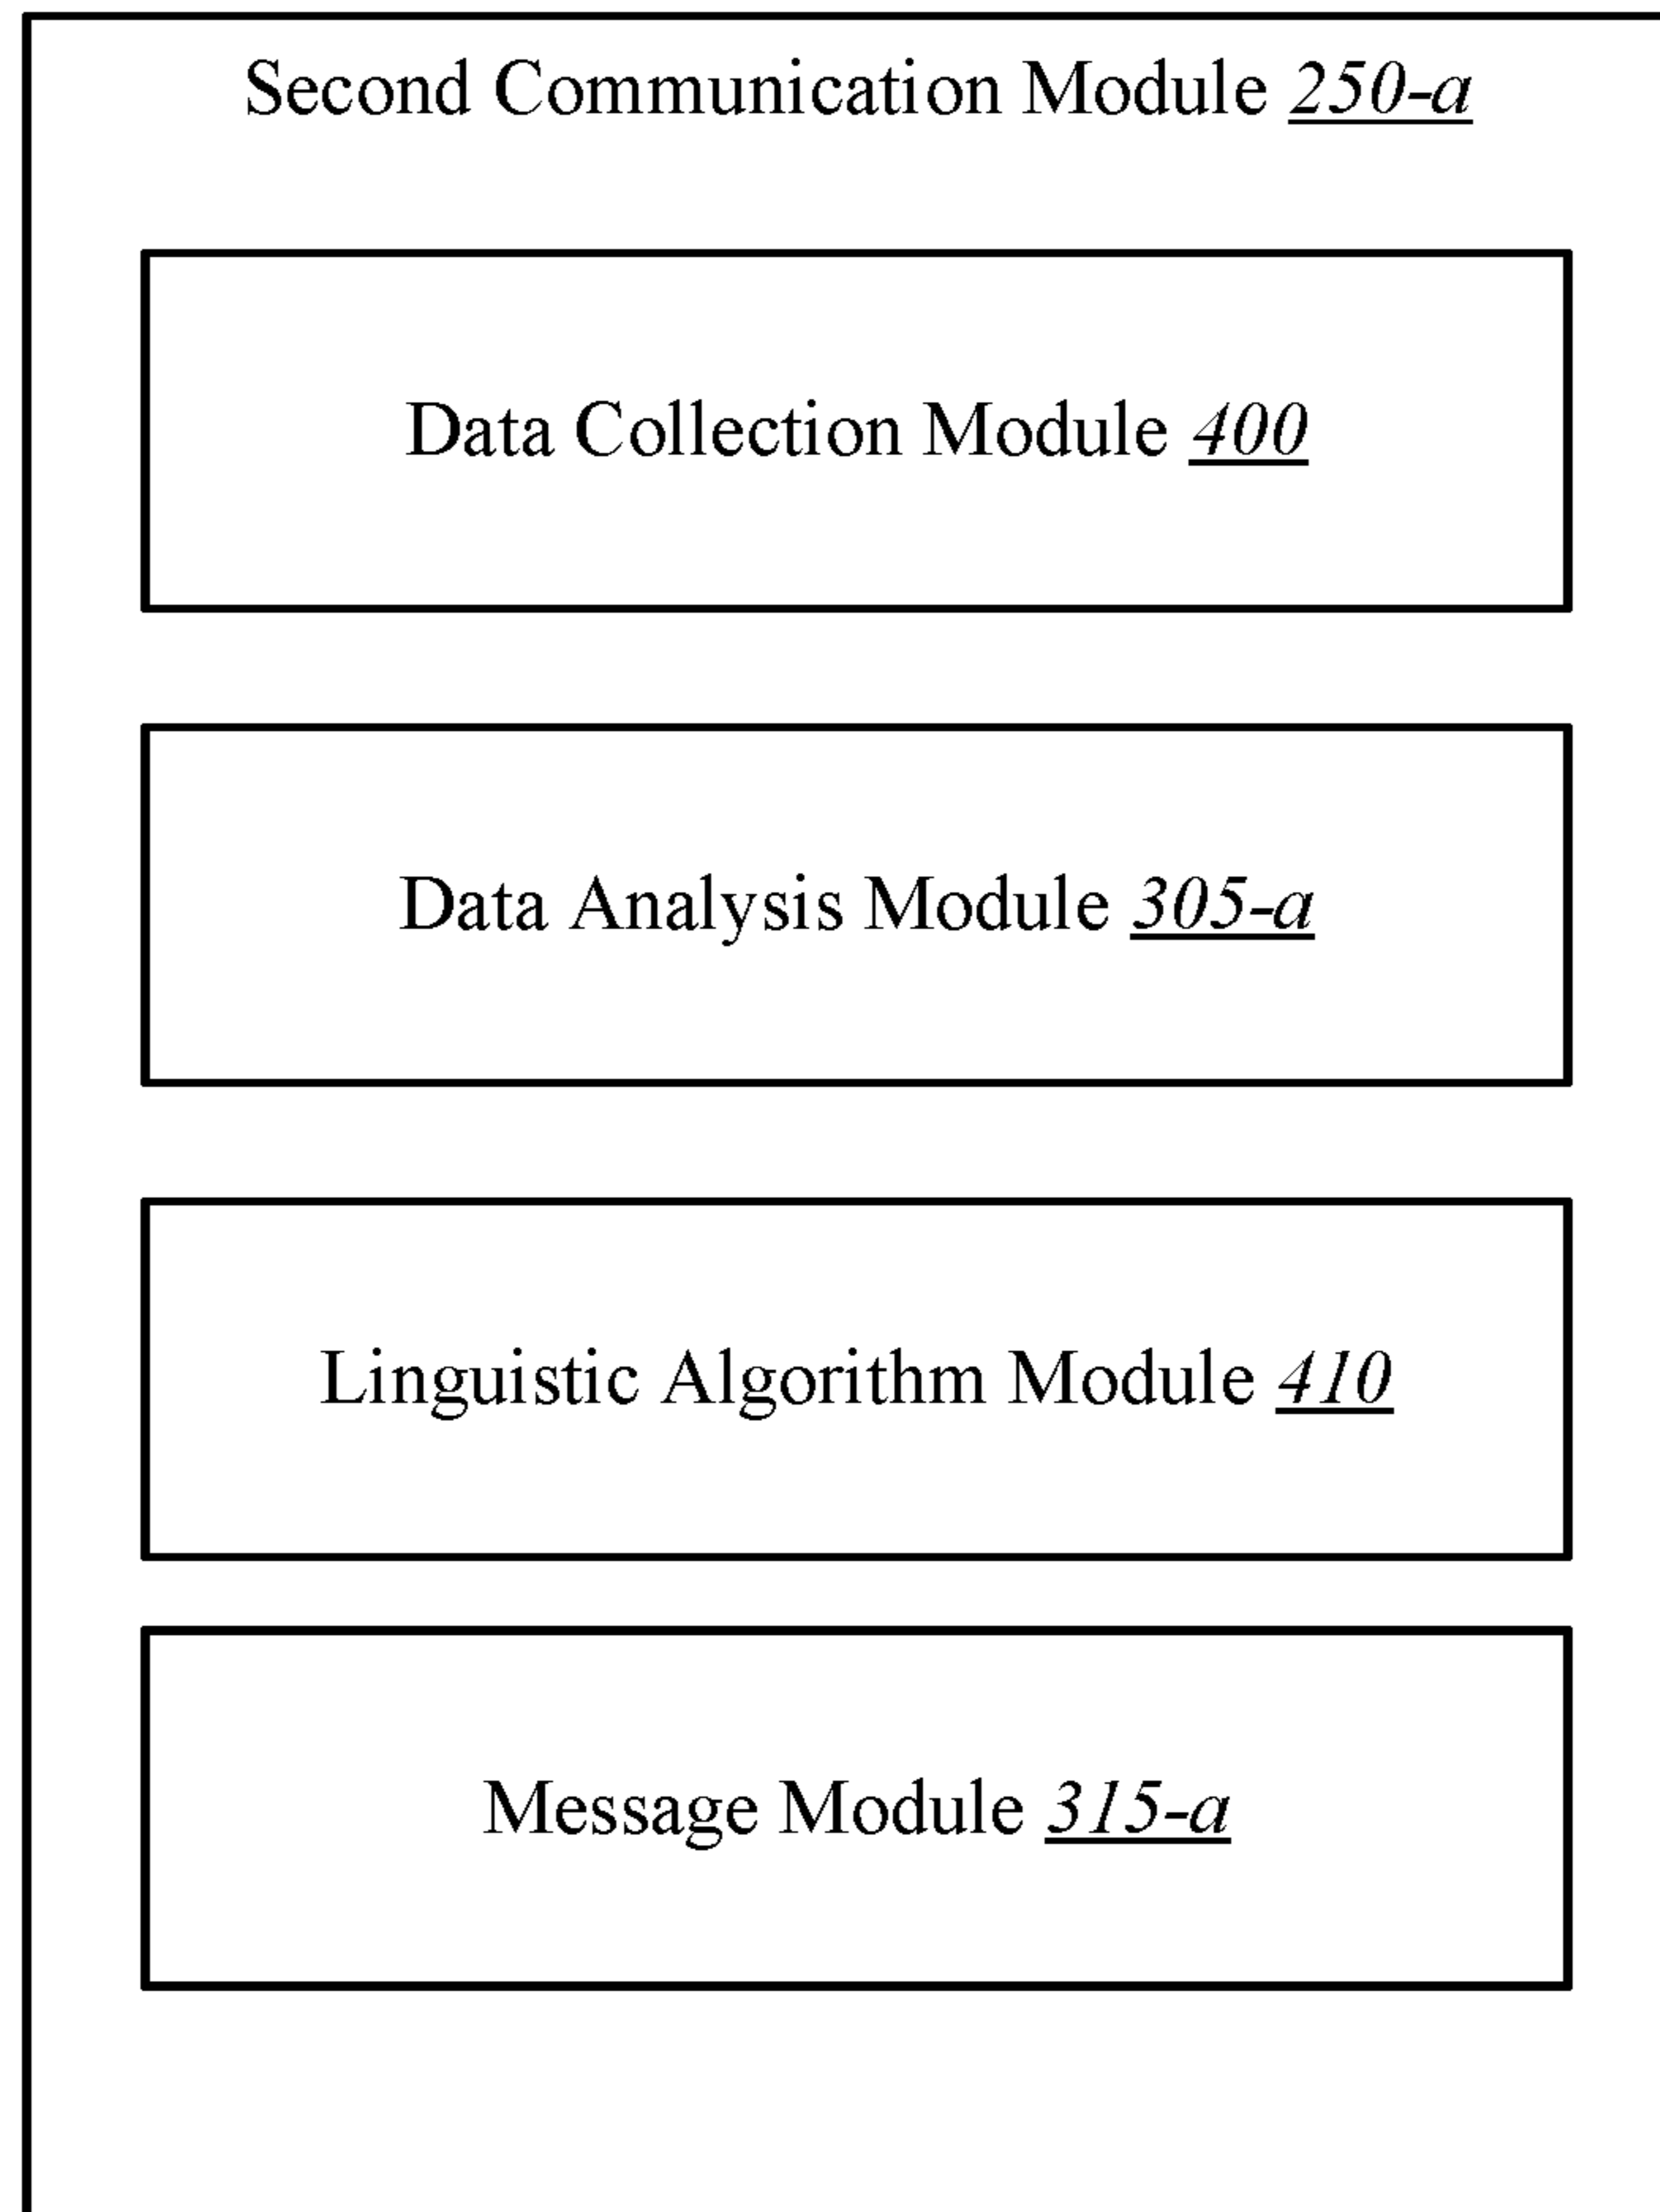 Second Communication Module 250-a
Data Collection Module 400
Data Analysis Module 305-a
Linguistic Algorithm Module 410
Message Module 315-a